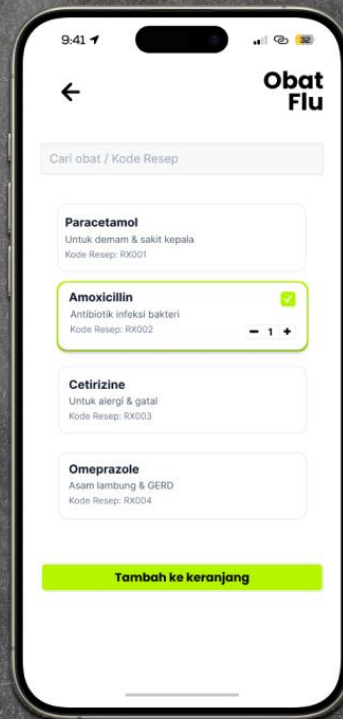 9:41
32
Obat
Flu
Cari obat / Kode Resep
Paracetamol
Untuk demam & sakit kepala
Kode Resep: RX001
Amoxicillin
Antibiotik infeksi bakteri
Kode Resep: RX002
- 1 +
Cetirizine
Untuk alergi & gatal
Kode Resep: RX003
Omeprazole
Asam lambung & GERD
Kode Resep: RX004
Tambah ke keranjang